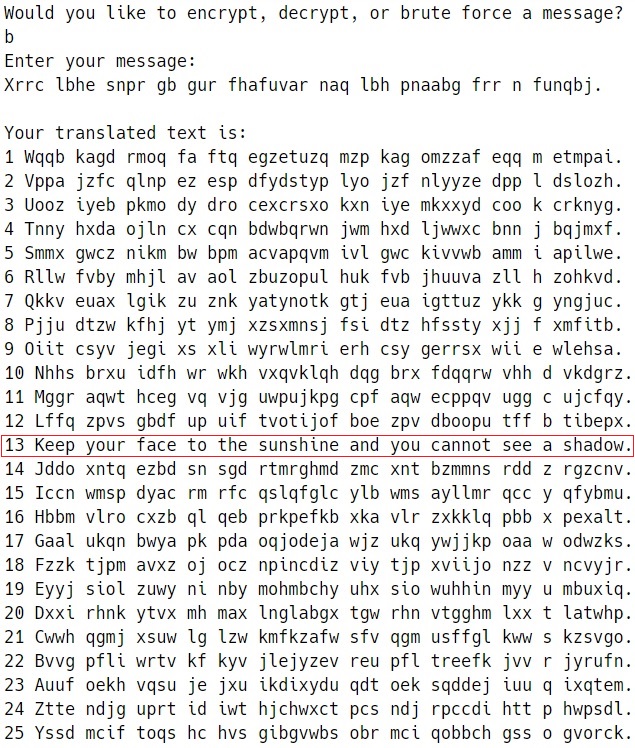 Would you like to encrypt, decrypt, or brute force a message?
b
Enter your message:
Xrrc lbhe snpr gb gur fhafuvar naq lbh pnaabg frr n funqbj.
Your translated text is:
1 Wqqb kagd rmoq fa ftq egzetuzq mzp kag omzzaf eqq m etmpai.
2 Vppa jzfc qlnp ez esp dfydstyp lyo jzf nlyyze dpp l dslozh.
3 Uooz iyeb pkmo dy dro cexcrsxo kxn iye mkxxyd coo k crknyg.
4 Tnny hxda ojln cx cqn bdwbqrwn jwm hxd ljwwxc bnn j bqjmxf.
5 Smmx gwcz nikm bw bpm acvapqvm ivl gwc kivvwb amm i apilwe.
6 Rllw fvby mhjl av aol zbuzopul huk fvb jhuuva zll h zohkvd.
7 Qkkv euax lgik zu znk yatynotk gtj eua igttuz ykk g yngjuc.
8 Pjju dtzw kfhj yt ymj xzsxmnsj fsi dtz hfssty xjj f xmfitb.
9 Oiit csyv jegi xs xli wyrwlmri erh csy gerrsx wii e wlehsa.
10 Nhhs brxu idfh wr wkh vxqvklqh dqg brx fdqqrw vhh d vkdgrz.
11 Mggr aqwt hceg vq vjg uwpujkpg cpf aqw ecppqv ugg c ujcfqy.
12 Lffq zpvs gbdf up uif tvotijof boe zpv dboopu tff b tibepx.
13 Keep your face to the sunshine and you cannot see a shadow.
14 Jddo xntq ezbd sn sgd rtmrghmd zmc xnt bzmmns rdd z rgzcnv.
15 Iccn wmsp dyac rm rfc qslqfglc ylb wms ayllmr qcc y qfybmu.
16 Hbbm vlro cxzb ql qeb prkpefkb xka vlr zxkklq pbb x pexalt.
17 Gaal ukqn bwya pk pda oqjodeja wjz ukq ywjjkp oaa w odwzks.
18 Fzzk tjpm avxz oj ocz npincdiz viy tjp xviijo nzz v ncvyjr.
19 Eyyj siol zuwy ni nby mohmbchy uhx sio wuhhin myy u mbuxiq.
20 Dxxi rhnk ytvx mh max lnglabgx tgw rhn vtgghm lxx t latwhp.
21 Cwwh qgmj xsuw lg lzw kmfkzafw sfv qgm usffgl kww s kzsvgo.
22 Bvvg pfli wrtv kf kyv jlejyzev reu pfl treefk jvv r jyrufn.
23 Auuf oekh vqsu je jxu ikdixydu qdt oek sqddej iuu q ixqtem.
24 Ztte ndjg uprt id iwt hjchwxct pcs ndj rpccdi htt p hwpsdl.
25 Yssd mcif toqs hc hvs gibgvwbs obr mci qobbch gss o gvorck.